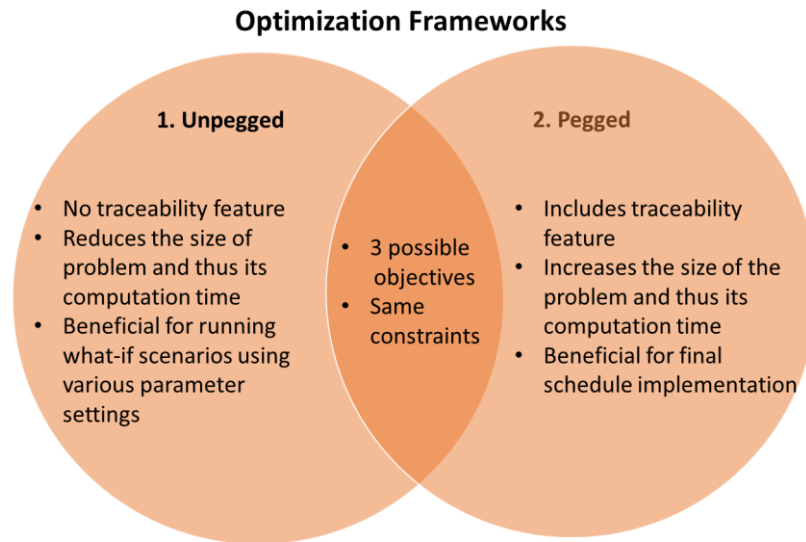 Optimization Frameworks
1. Unpegged
• No traceability feature
• Reduces the size of
problem and thus its
computation time
• Beneficial for running
what-if scenarios using
various parameter
settings
• 3 possible
objectives
• Same
constraints
2. Pegged
• Includes traceability
feature
• Increases the size of the
problem and thus its
computation time
• Beneficial for final
schedule implementation